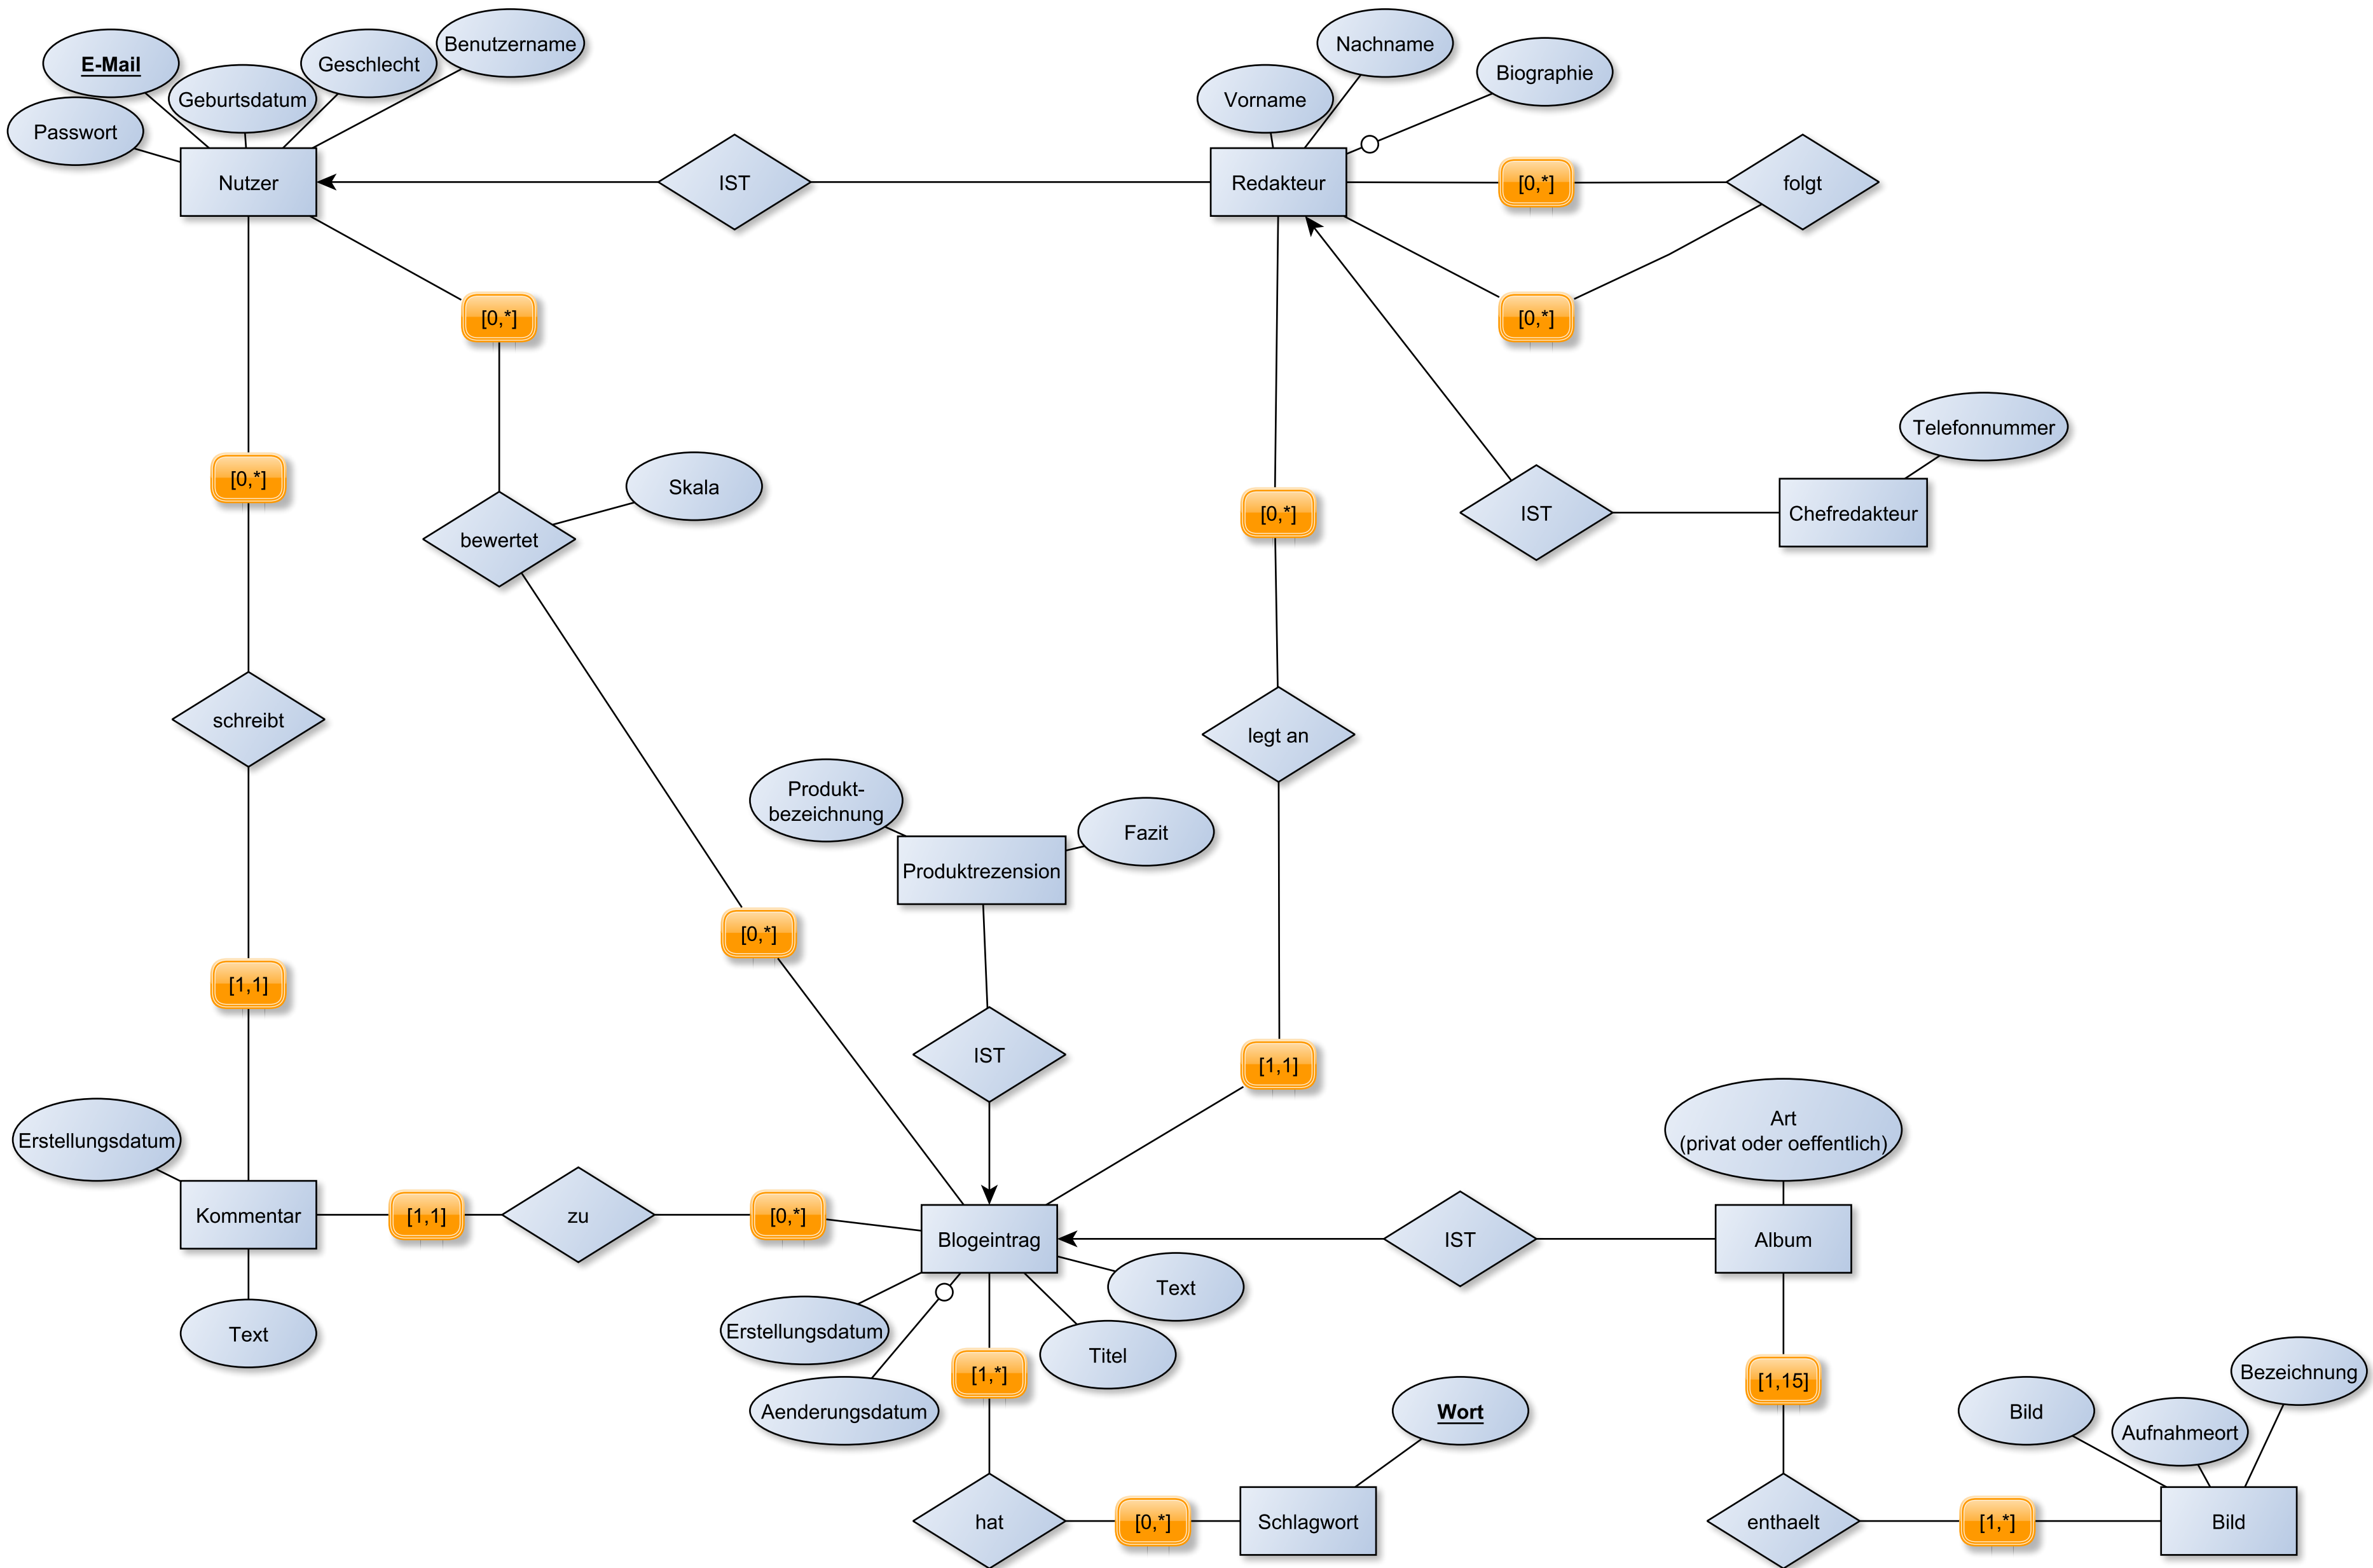 Benutzername
Nachname
E-Mail
Geschlecht
Biographie
Geburtsdatum
Vorname
Passwort
Nutzer
IST
Redakteur
[0,*]
folgt
[0,*]
[0,*]
Telefonnummer
[0,*]
Skala
[0,*]
IST
Chefredakteur
bewertet
schreibt
legt an
Produkt-
bezeichnung
Fazit
Produktrezension
[0,*]
[1,1]
IST
[1,1]
Art
(privat oder oeffentlich)
Erstellungsdatum
Kommentar
[1,1]
zu
[0,*]
Blogeintrag
IST
Album
Text
Erstellungsdatum
Text
Titel
[1,*]
[1,15]
Bezeichnung
Aenderungsdatum
Wort
Bild
Aufnahmeort
hat
[0,*]
Schlagwort
enthaelt
[1,*]
Bild